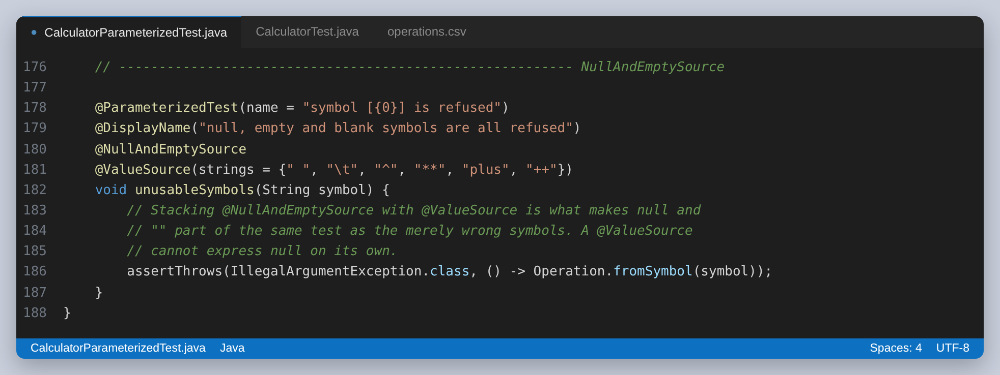 CalculatorParameterizedTest.java CalculatorTest.java operations.csv
176 // --------------------------------------------------------- NullAndEmptySource
177
178 @ParameterizedTest(name = "symbol [{0}] is refused")
179 @DisplayName("null, empty and blank symbols are all refused")
180 @NullAndEmptySource
181 @ValueSource(strings = {" ", "\t", "^", "**", "plus", "++"})
182 void unusableSymbols(String symbol) {
183 // Stacking @NullAndEmptySource with @ValueSource is what makes null and
184 // "" part of the same test as the merely wrong symbols. A @ValueSource
185 // cannot express null on its own.
186 assertThrows(IllegalArgumentException.class, () -> Operation.fromSymbol(symbol));
187 }
188 }
CalculatorParameterizedTest.java Java Spaces: 4 UTF-8